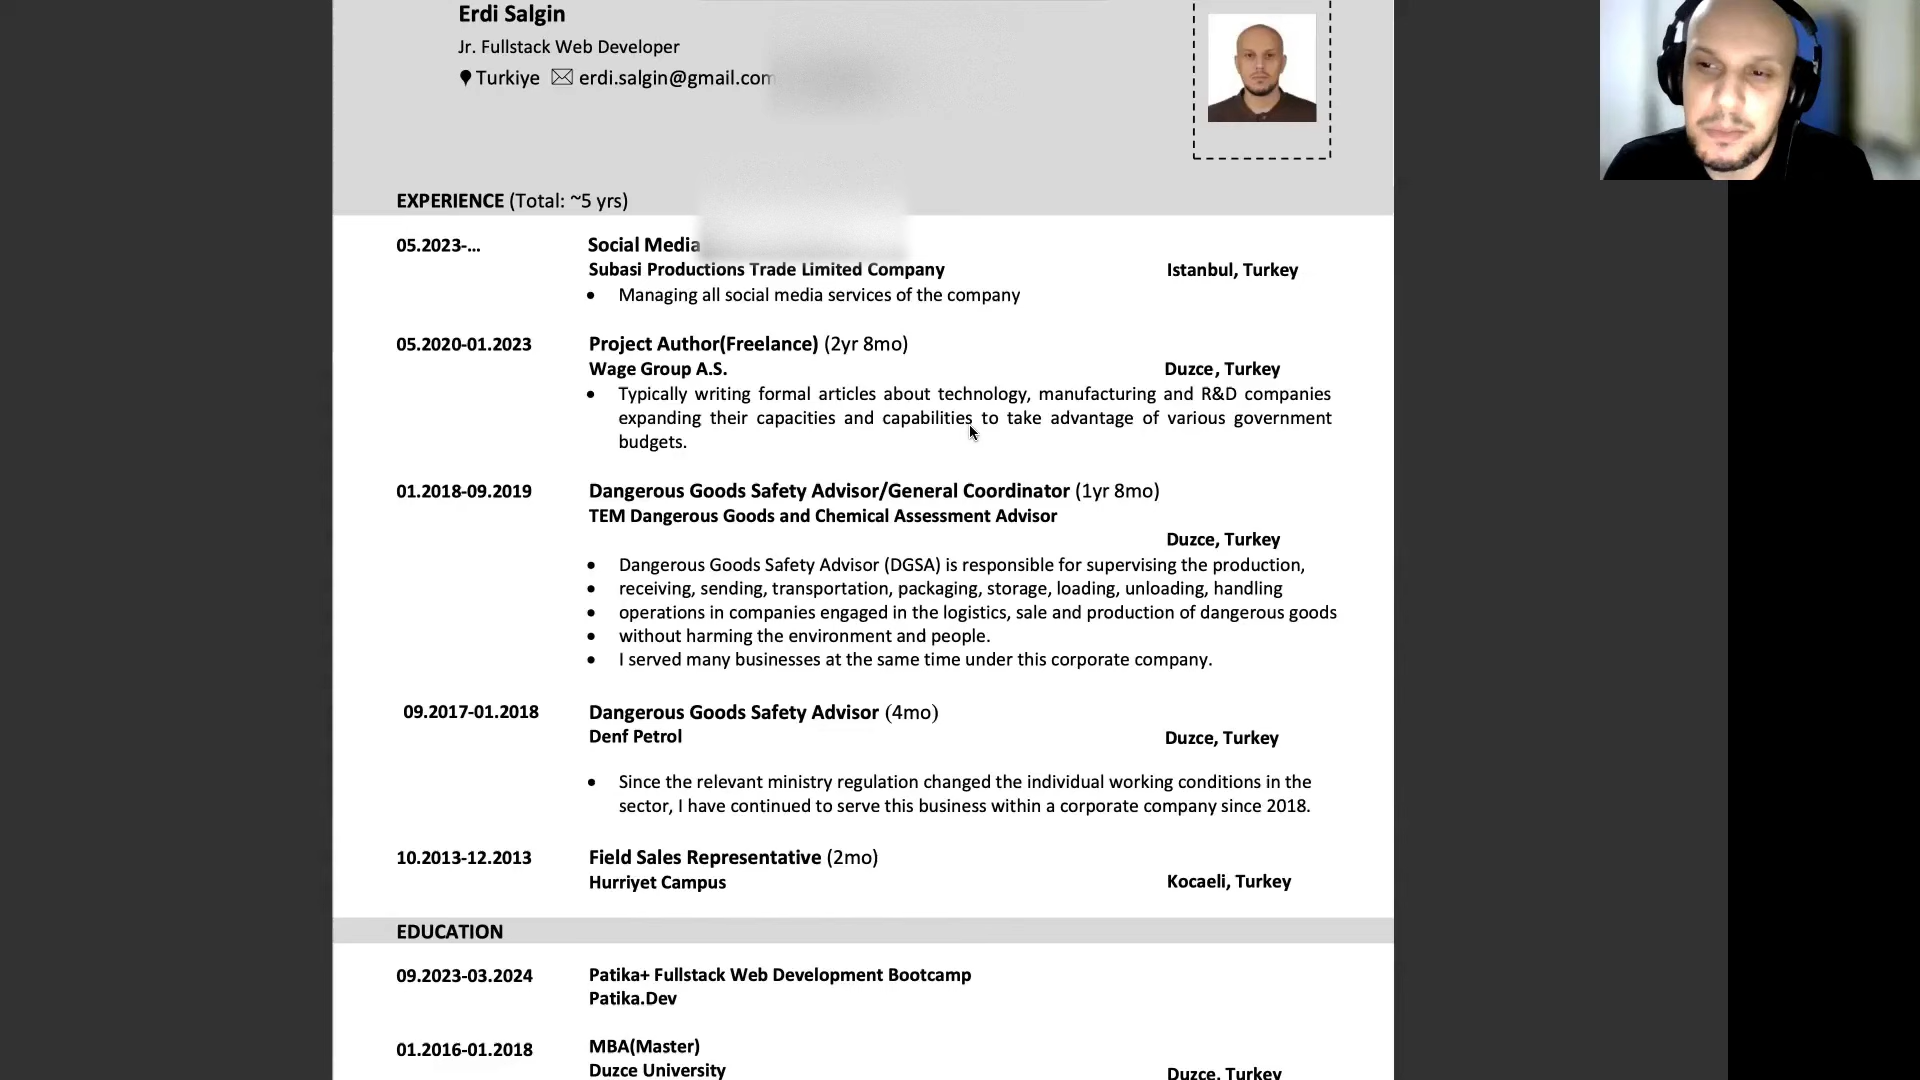 Erdi Salgin
Jr. Fullstack Web Developer
Turkiye erdi.salgin@gmail.com
EXPERIENCE (Total: ~5 yrs)
05.2023-... Social Media
Subasi Productions Trade Limited Company Istanbul, Turkey
• Managing all social media services of the company
05.2020-01.2023 Project Author(Freelance) (2yr 8mo)
Wage Group A.S. Duzce, Turkey
• Typically writing formal articles about technology, manufacturing and R&D companies
expanding their capacities and capabilities to take advantage of various government
budgets.
01.2018-09.2019 Dangerous Goods Safety Advisor/General Coordinator (1yr 8mo)
TEM Dangerous Goods and Chemical Assessment Advisor
Duzce, Turkey
• Dangerous Goods Safety Advisor (DGSA) is responsible for supervising the production,
• receiving, sending, transportation, packaging, storage, loading, unloading, handling
• operations in companies engaged in the logistics, sale and production of dangerous goods
• without harming the environment and people.
• I served many businesses at the same time under this corporate company.
09.2017-01.2018 Dangerous Goods Safety Advisor (4mo)
Denf Petrol Duzce, Turkey
• Since the relevant ministry regulation changed the individual working conditions in the
sector, I have continued to serve this business within a corporate company since 2018.
10.2013-12.2013 Field Sales Representative (2mo)
Hurriyet Campus Kocaeli, Turkey
EDUCATION
09.2023-03.2024 Patika+ Fullstack Web Development Bootcamp
Patika.Dev
01.2016-01.2018 MBA(Master)
Duzce University Duzce, Turkey